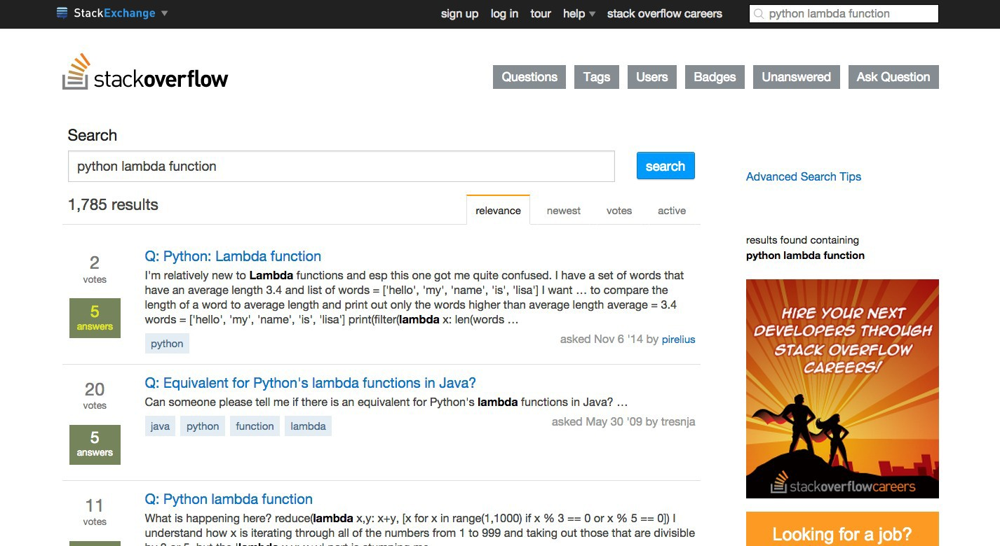 StackExchange ▼ sign up log in tour help ▼ stack overflow careers python lambda function
stackoverflow
Questions Tags Users Badges Unanswered Ask Question
Search
python lambda function search
Advanced Search Tips
1,785 results
relevance newest votes active
results found containing
python lambda function
2
votes
5
answers
Q: Python: Lambda function
I'm relatively new to Lambda functions and esp this one got me quite confused. I have a set of words that
have an average length 3.4 and list of words = ['hello', 'my', 'name', 'is', 'lisa'] I want … to compare the
length of a word to average length and print out only the words higher than average length average = 3.4
words = ['hello', 'my', 'name', 'is', 'lisa'] print(filter(lambda x: len(words …
python
asked Nov 6 '14 by pirelius
20
votes
5
answers
Q: Equivalent for Python's lambda functions in Java?
Can someone please tell me if there is an equivalent for Python's lambda functions in Java? …
java python function lambda
asked May 30 '09 by tresnja
11
votes
Q: Python lambda function
What is happening here? reduce(lambda x,y: x+y, [x for x in range(1,1000) if x % 3 == 0 or x % 5 == 0]) I
understand how x is iterating through all of the numbers from 1 to 999 and taking out those that are divisible
HIRE YOUR NEXT
DEVELOPERS THROUGH
STACK OVERFLOW
CAREERS!
stackoverflowcareers
Looking for a job?